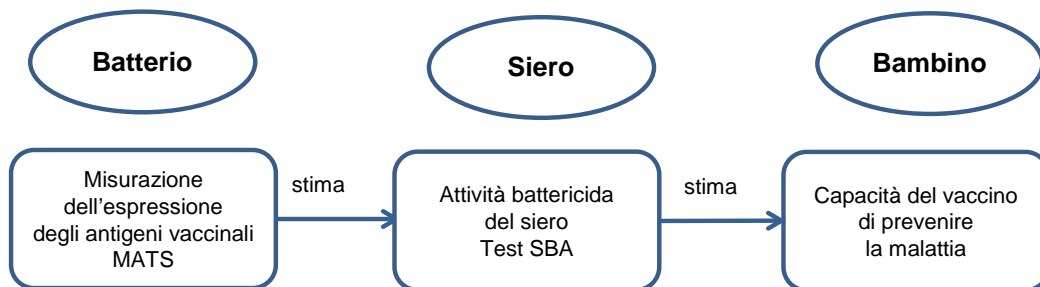 Batterio
Siero
Bambino
Misurazione
dell’espressione
degli antigeni vaccinali
MATS
stima
Attività battericida
del siero
Test SBA
stima
Capacità del vaccino
di prevenire
la malattia